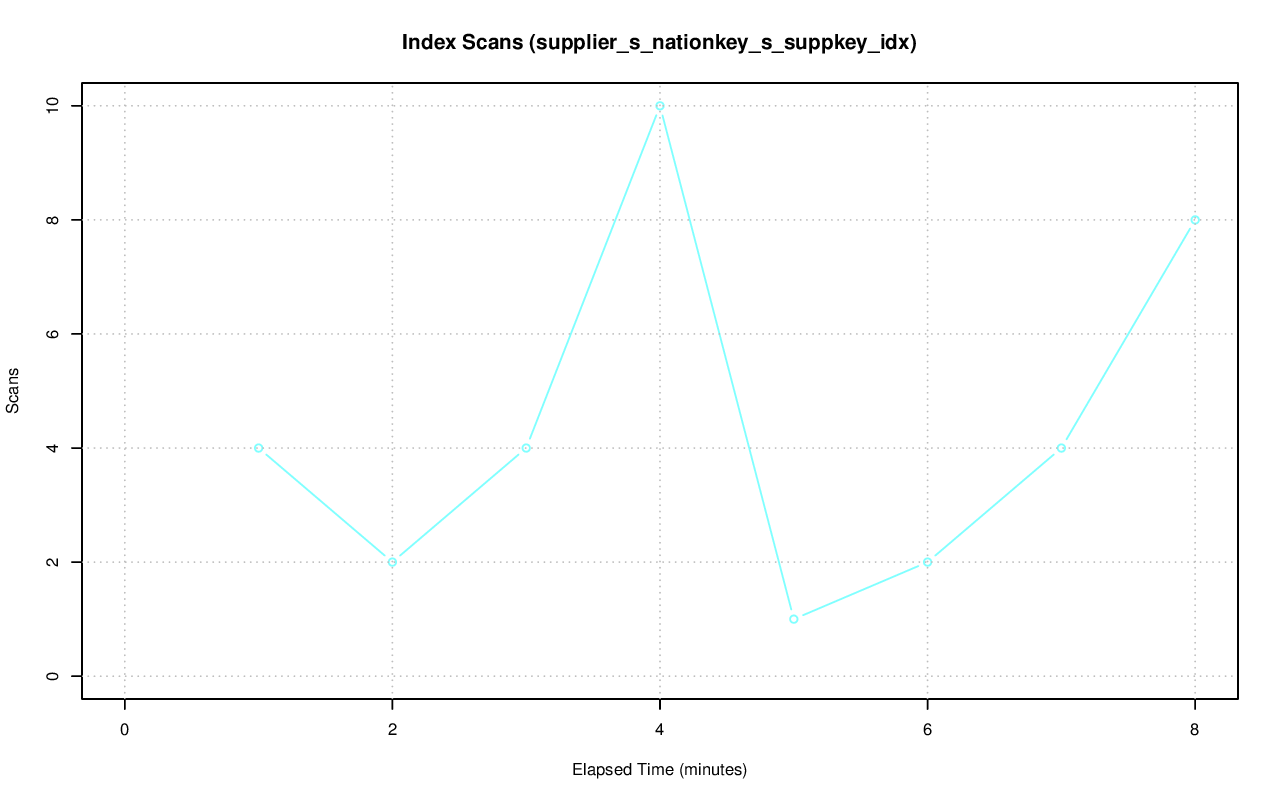 Index Scans (supplier_s_nationkey_s_suppkey_idx)
10
8
6
4
2
0
Scans
0 2 4 6 8
Elapsed Time (minutes)